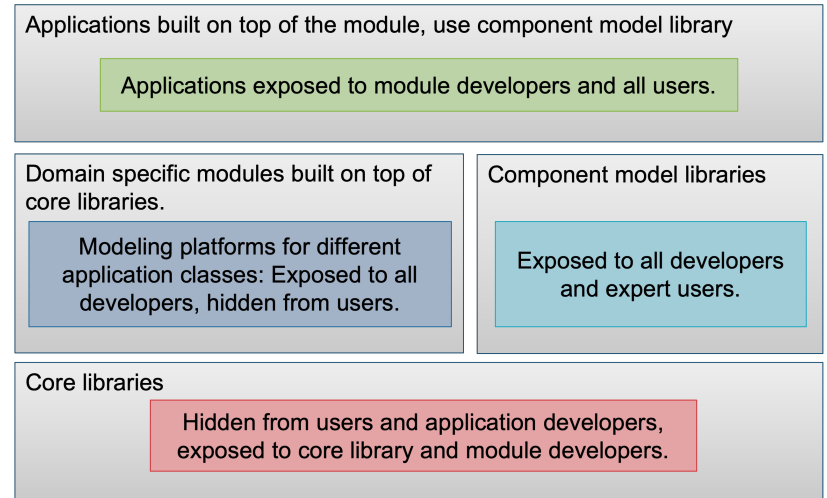 Applications built on top of the module, use component model library
Applications exposed to module developers and all users.
Domain specific modules built on top of
core libraries.
Modeling platforms for different
application classes: Exposed to all
developers, hidden from users.
Component model libraries
Exposed to all developers
and expert users.
Core libraries
Hidden from users and application developers,
exposed to core library and module developers.